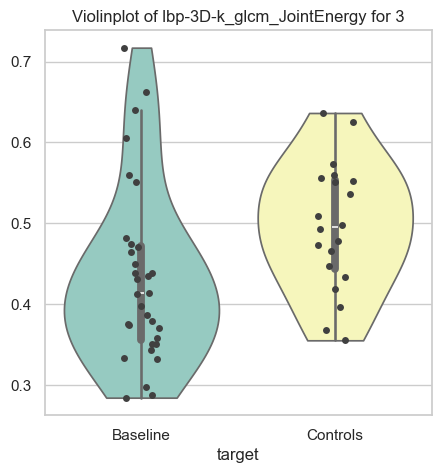 Violinplot of lbp-3D-k_glcm_JointEnergy for 3
0.7
0.6
0.5
0.4
0.3
Baseline
Controls
target